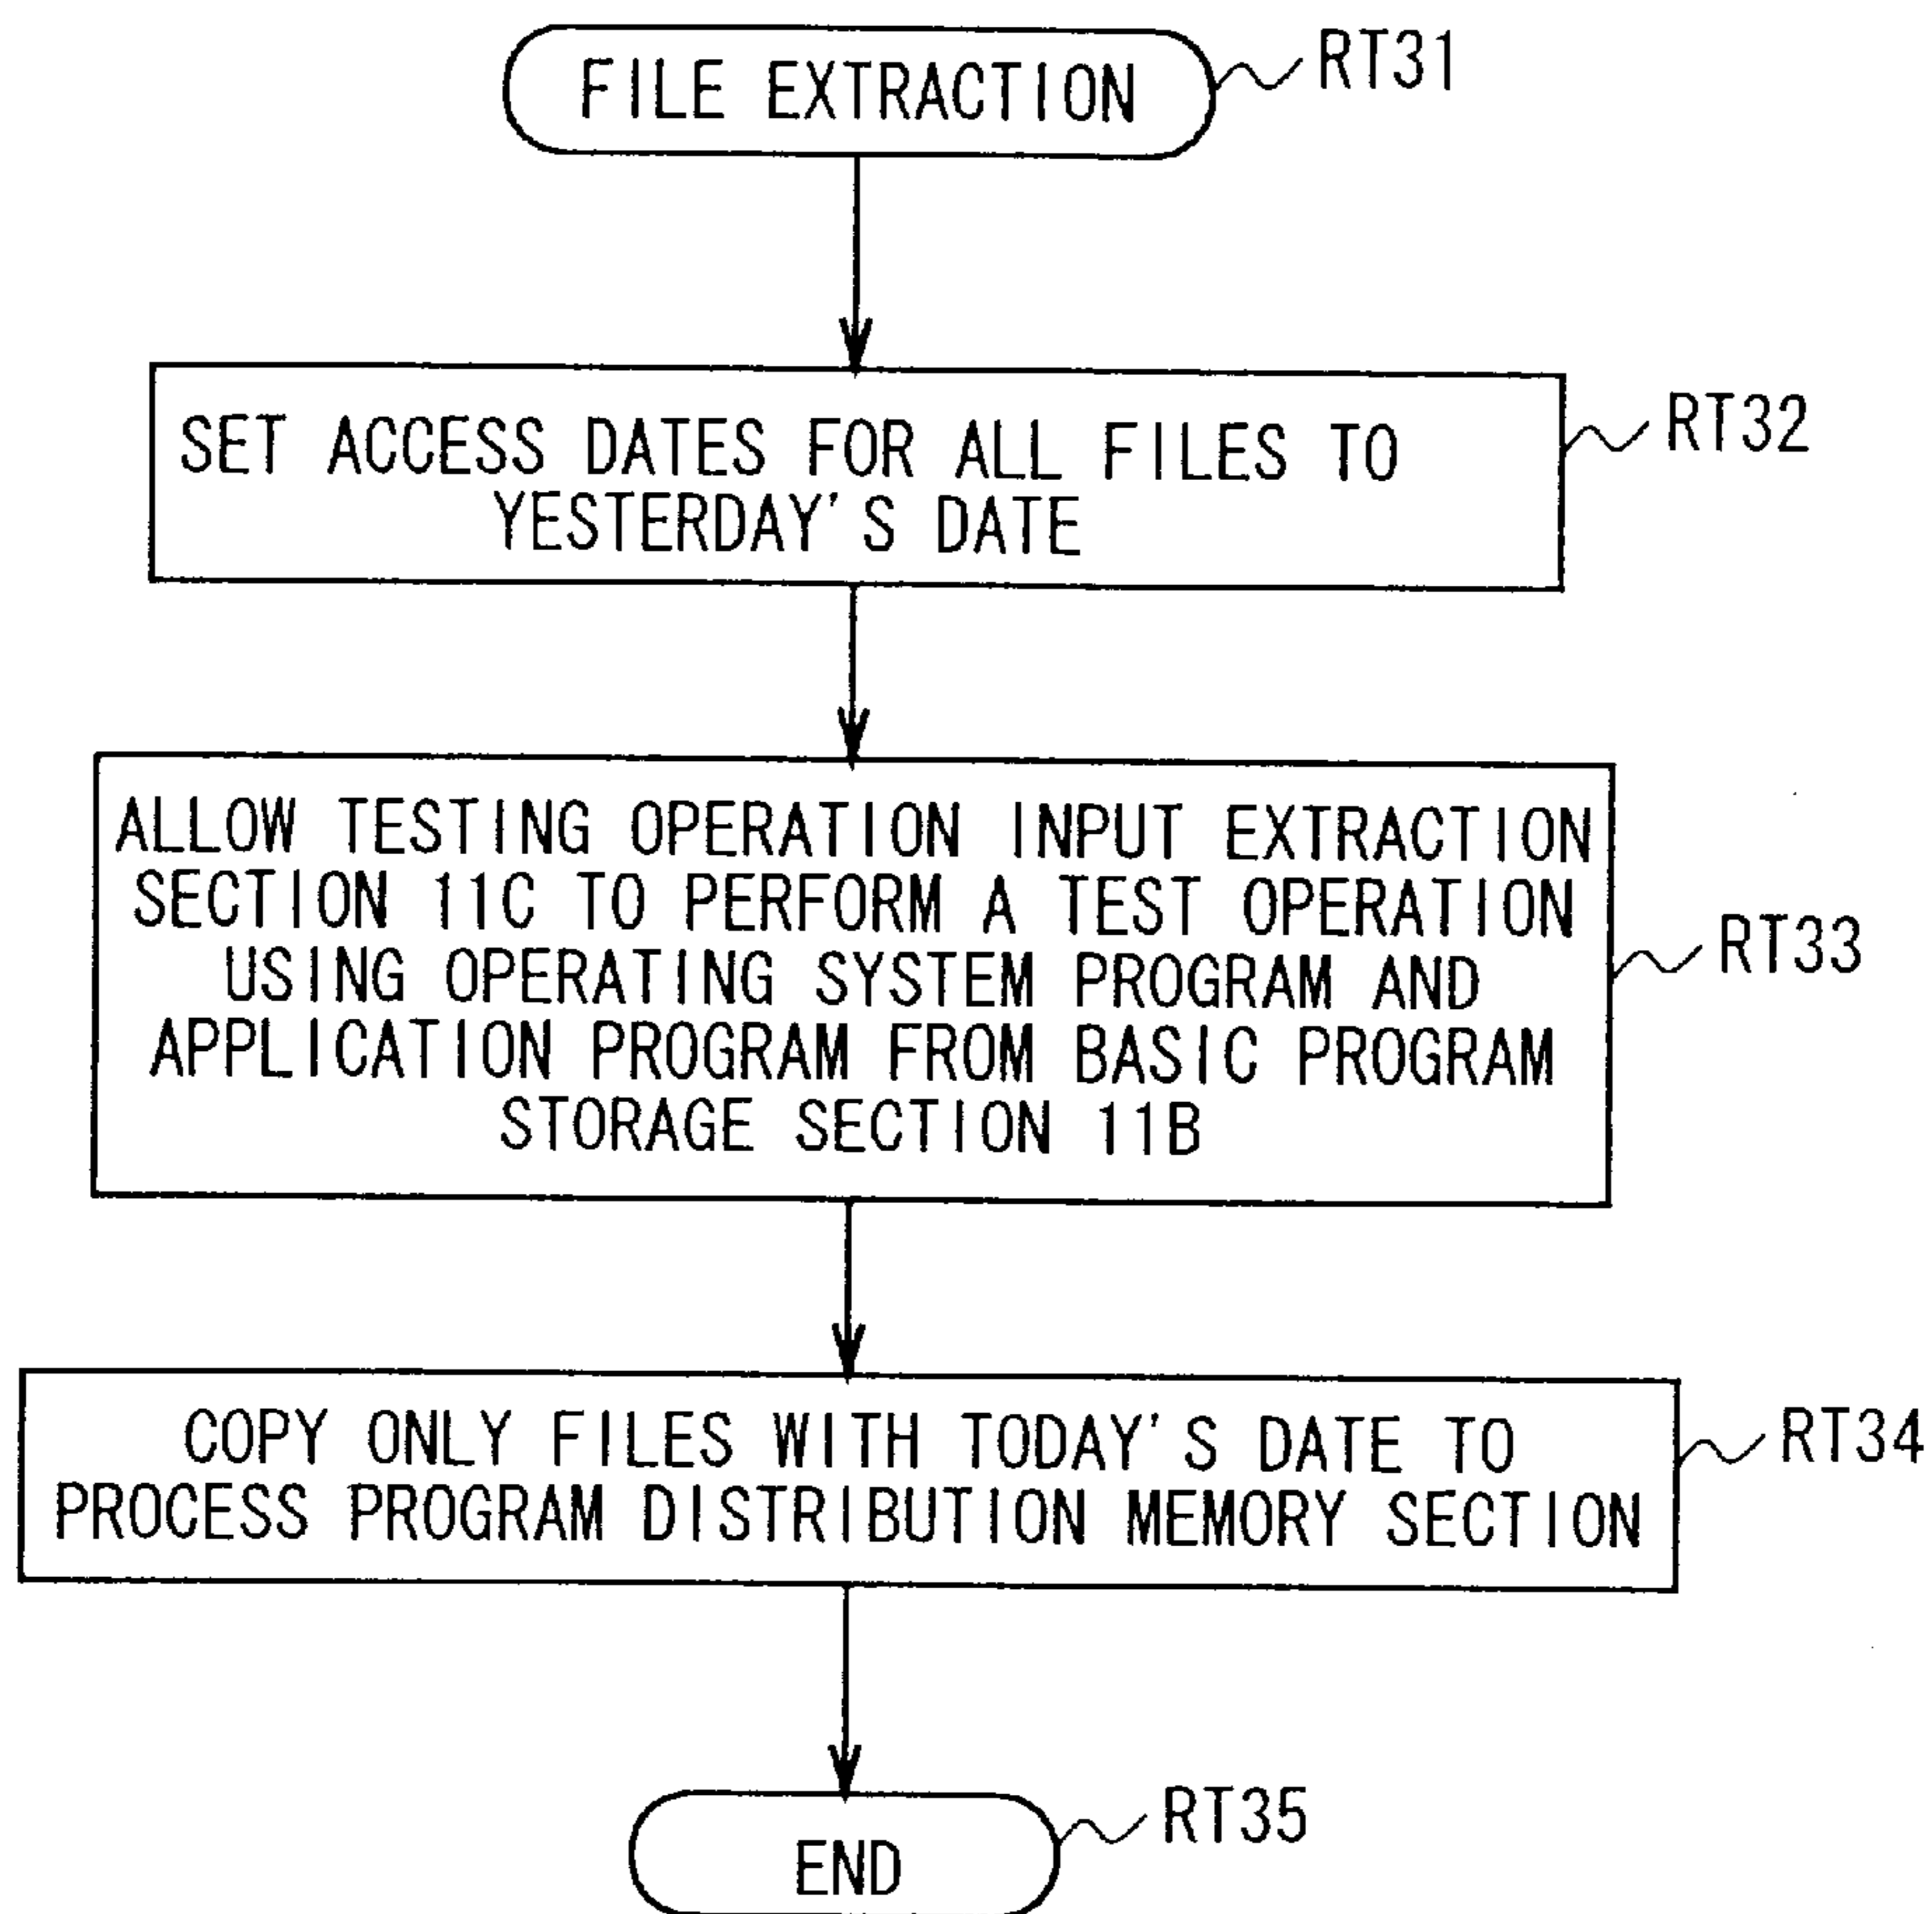 FILE EXTRACTION
RT31
SET ACCESS DATES FOR ALL FILES TO
YESTERDAY'S DATE
RT32
ALLOW TESTING OPERATION INPUT EXTRACTION
SECTION 11C TO PERFORM A TEST OPERATION
USING OPERATING SYSTEM PROGRAM AND
APPLICATION PROGRAM FROM BASIC PROGRAM
STORAGE SECTION 11B
RT33
COPY ONLY FILES WITH TODAY'S DATE TO
PROCESS PROGRAM DISTRIBUTION MEMORY SECTION
RT34
END
RT35